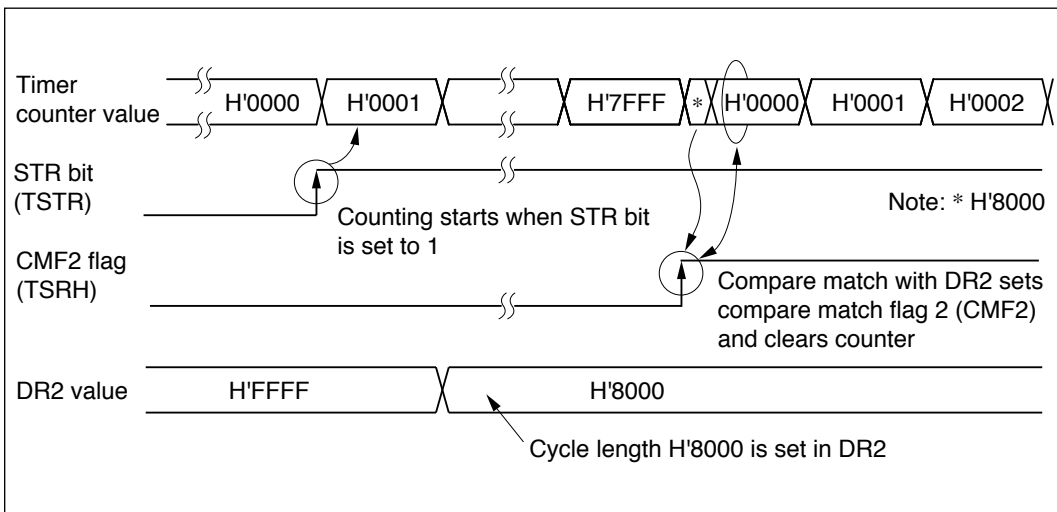 Timer
counter value
H'0000
H'0001
H'7FFF
*
H'0000
H'0001
H'0002
STR bit
(TSTR)
Counting starts when STR bit
is set to 1
Note: * H'8000
CMF2 flag
(TSRH)
Compare match with DR2 sets
compare match flag 2 (CMF2)
and clears counter
DR2 value
H'FFFF
H'8000
Cycle length H'8000 is set in DR2